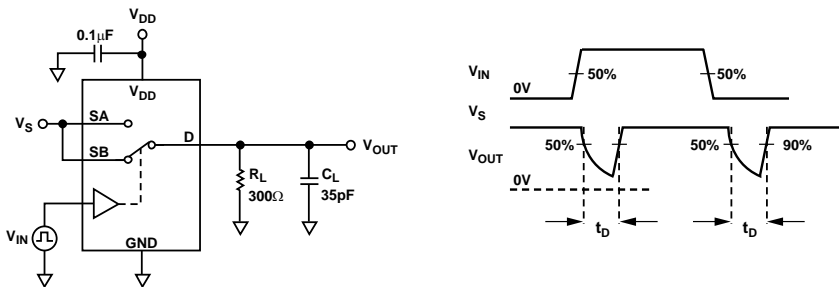 V_DD
0.1μF
V_DD
V_S
SA
SB
D
V_OUT
R_L
300Ω
C_L
35pF
V_IN
GND
V_IN
0V
50%
50%
V_S
V_OUT
50%
50%
90%
0V
t_D
t_D